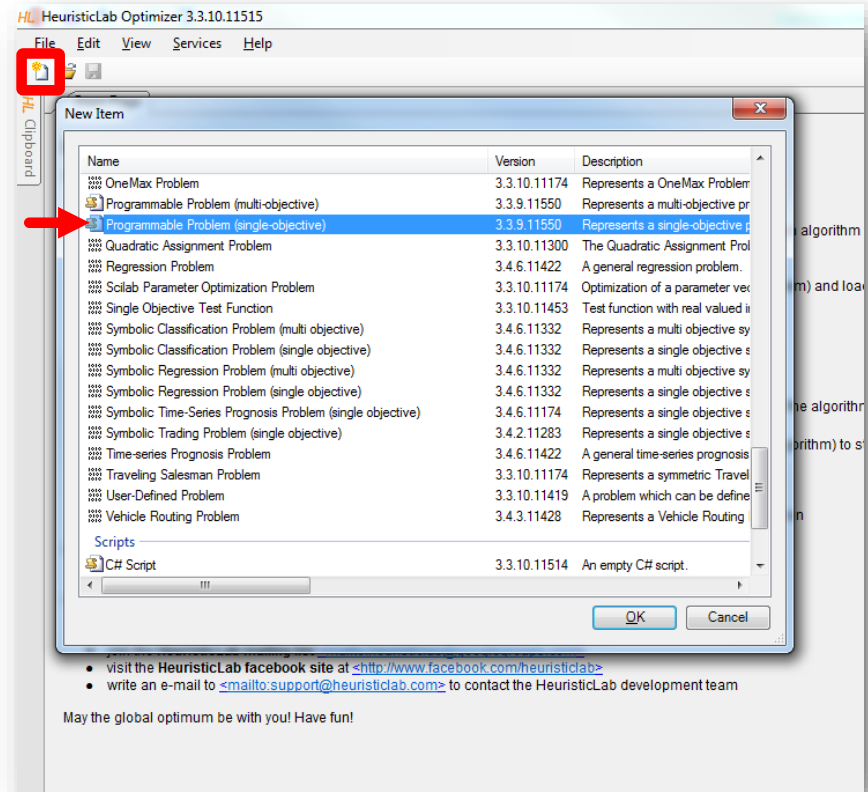 HL HeuristicLab Optimizer 3.3.10.11515
File Edit View Services Help
HL Clipboard
New Item
Name Version Description
OneMax Problem 3.3.10.11174 Represents a OneMax Problem
Programmable Problem (multi-objective) 3.3.9.11550 Represents a multi-objective pr
Programmable Problem (single-objective) 3.3.9.11550 Represents a single-objective p
algorithm
Quadratic Assignment Problem 3.3.10.11300 The Quadratic Assignment Prol
Regression Problem 3.4.6.11422 A general regression problem.
Scilab Parameter Optimization Problem 3.3.10.11174 Optimization of a parameter vec
m) and loa
Single Objective Test Function 3.3.10.11453 Test function with real valued i
Symbolic Classification Problem (multi objective) 3.4.6.11332 Represents a multi objective sy
Symbolic Classification Problem (single objective) 3.4.6.11332 Represents a single objective s
Symbolic Regression Problem (multi objective) 3.4.6.11332 Represents a multi objective sy
Symbolic Regression Problem (single objective) 3.4.6.11332 Represents a single objective s
Symbolic Time-Series Prognosis Problem (single objective) 3.4.6.11174 Represents a single objective s
he algorithm
Symbolic Trading Problem (single objective) 3.4.2.11283 Represents a single objective s
Time-series Prognosis Problem 3.4.6.11422 A general time-series prognosis
orithm) to s
Traveling Salesman Problem 3.3.10.11174 Represents a symmetric Travel
User-Defined Problem 3.3.10.11419 A problem which can be define
Vehicle Routing Problem 3.4.3.11428 Represents a Vehicle Routing
n
Scripts
C# Script 3.3.10.11514 An empty C# script.
OK Cancel
• visit the HeuristicLab facebook site at <http://www.facebook.com/heuristiclab>
• write an e-mail to <mailto:support@heuristiclab.com> to contact the HeuristicLab development team
May the global optimum be with you! Have fun!